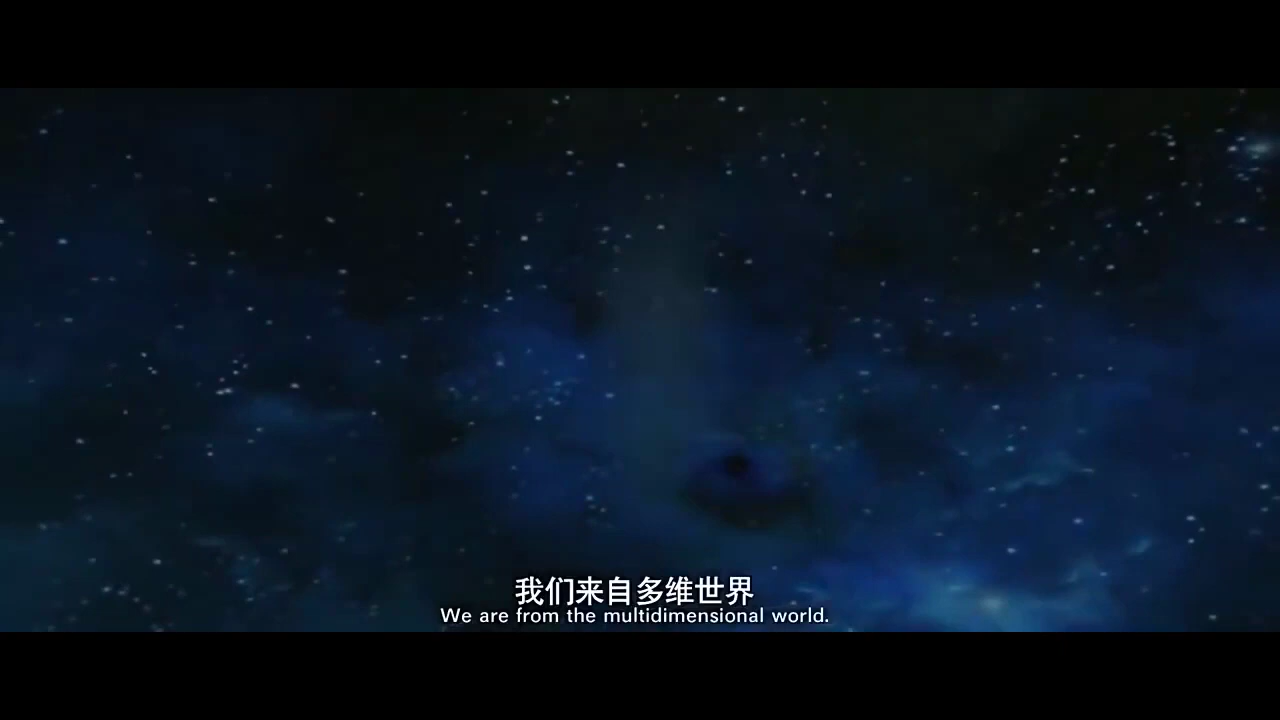 我们来自多维世界
We are from the multidimensional world.